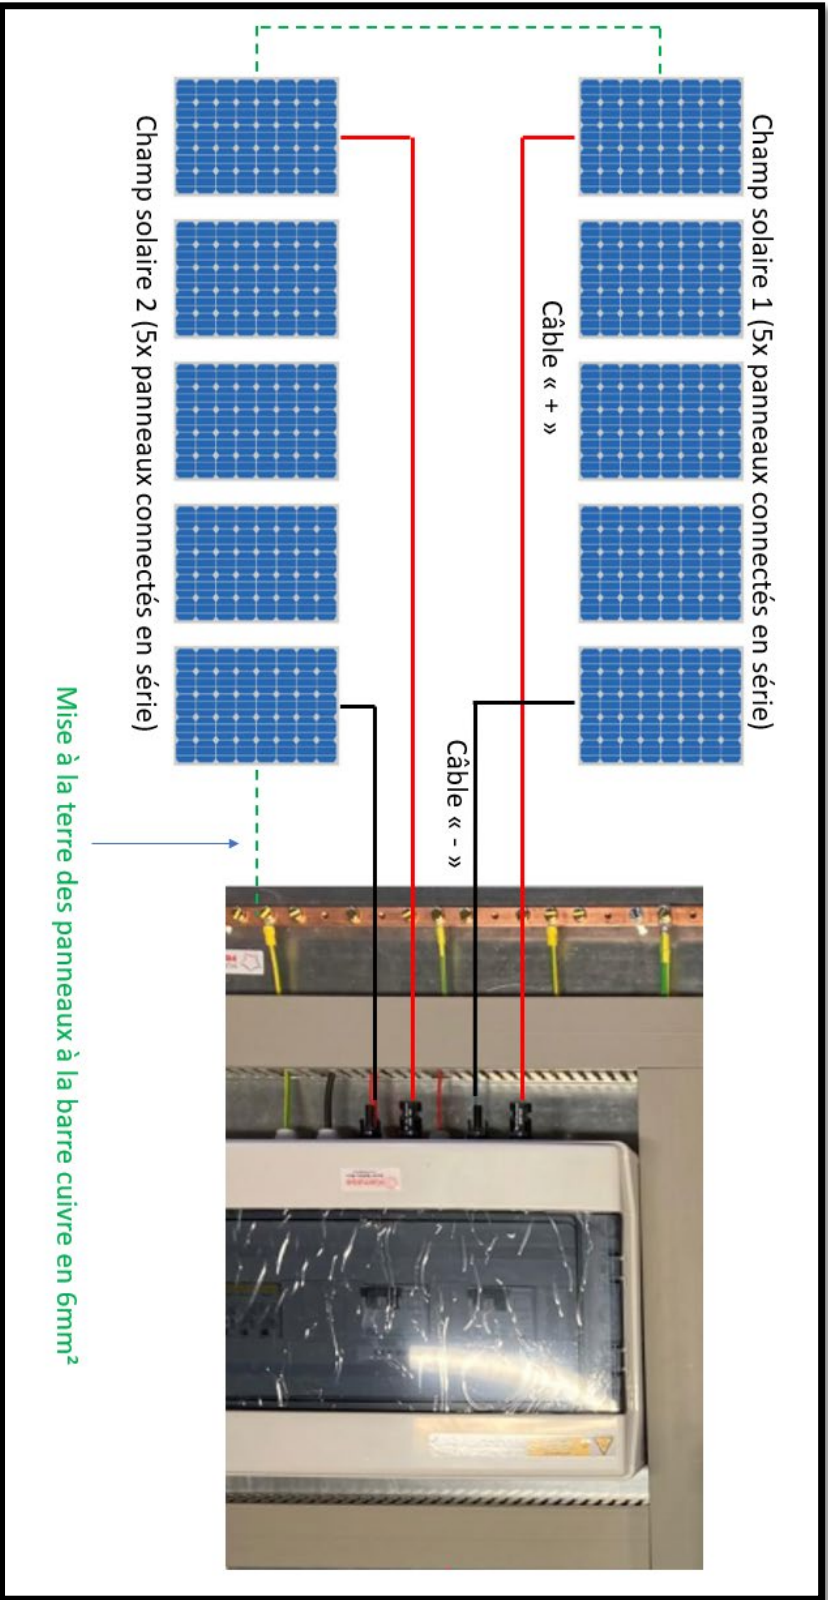 Champ solaire 1 (5x panneaux connectés en série)
Câble « + »
Câble « - »
Champ solaire 2 (5x panneaux connectés en série)
Mise à la terre des panneaux à la barre cuivre en 6mm²